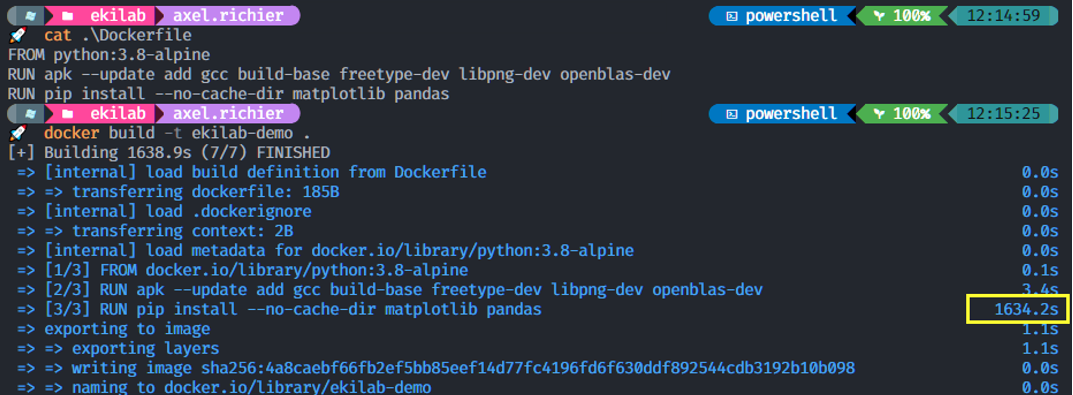 ekilab axel.richier powershell 100% 12:14:59
cat .\Dockerfile
FROM python:3.8-alpine
RUN apk --update add gcc build-base freetype-dev libpng-dev openblas-dev
RUN pip install --no-cache-dir matplotlib pandas
ekilab axel.richier powershell 100% 12:15:25
docker build -t ekilab-demo .
[+] Building 1638.9s (7/7) FINISHED
=> [internal] load build definition from Dockerfile 0.0s
=> => transferring dockerfile: 185B 0.0s
=> [internal] load .dockerignore 0.0s
=> => transferring context: 2B 0.0s
=> [internal] load metadata for docker.io/library/python:3.8-alpine 0.0s
=> [1/3] FROM docker.io/library/python:3.8-alpine 0.1s
=> [2/3] RUN apk --update add gcc build-base freetype-dev libpng-dev openblas-dev 3.4s
=> [3/3] RUN pip install --no-cache-dir matplotlib pandas 1634.2s
=> exporting to image 1.1s
=> => exporting layers 1.1s
=> => writing image sha256:4a8caebf66fb2ef5bb85eef14d77fc4196fd6f630ddf892544cdb3192b10b098 0.0s
=> => naming to docker.io/library/ekilab-demo 0.0s